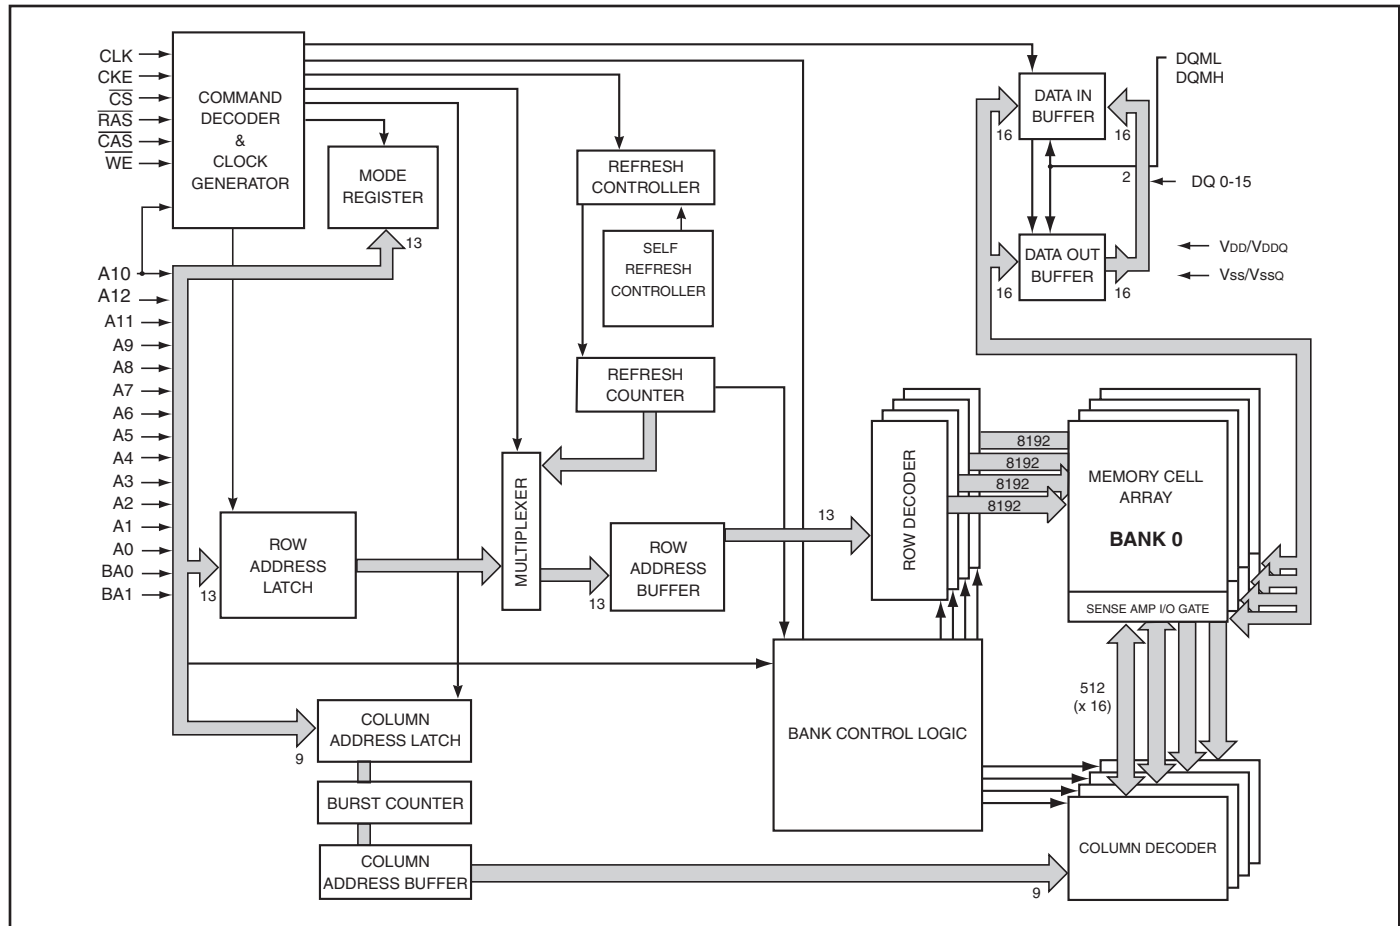 CLK
CKE
CS
RAS
CAS
WE
A10
A12
A11
A9
A8
A7
A6
A5
A4
A3
A2
A1
A0
BA0
BA1
COMMAND
DECODER
&
CLOCK
GENERATOR
MODE
REGISTER
13
REFRESH
CONTROLLER
SELF
REFRESH
CONTROLLER
REFRESH
COUNTER
DATA IN
BUFFER
16
16
DQML
DQMH
2
DQ 0-15
DATA OUT
BUFFER
16
16
VDD/VDDQ
Vss/VssQ
13
ROW
ADDRESS
LATCH
MULTIPLEXER
13
ROW
ADDRESS
BUFFER
13
ROW DECODER
8192
8192
8192
8192
MEMORY CELL
ARRAY
BANK 0
SENSE AMP I/O GATE
512
(x 16)
BANK CONTROL LOGIC
9
COLUMN
ADDRESS LATCH
BURST COUNTER
COLUMN
ADDRESS BUFFER
9
COLUMN DECODER